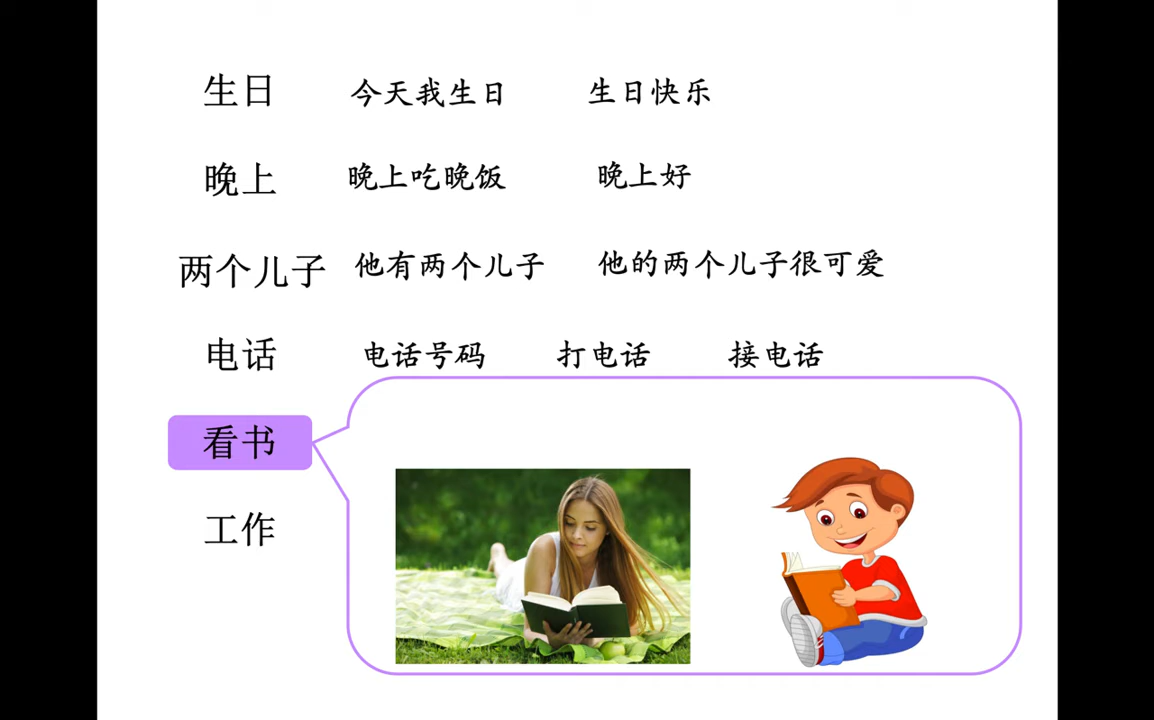 生日 今天我生日 生日快乐
晚上 晚上吃晚饭 晚上好
两个儿子 他有两个儿子 他的两个儿子很可爱
电话 电话号码 打电话 接电话
看书
工作